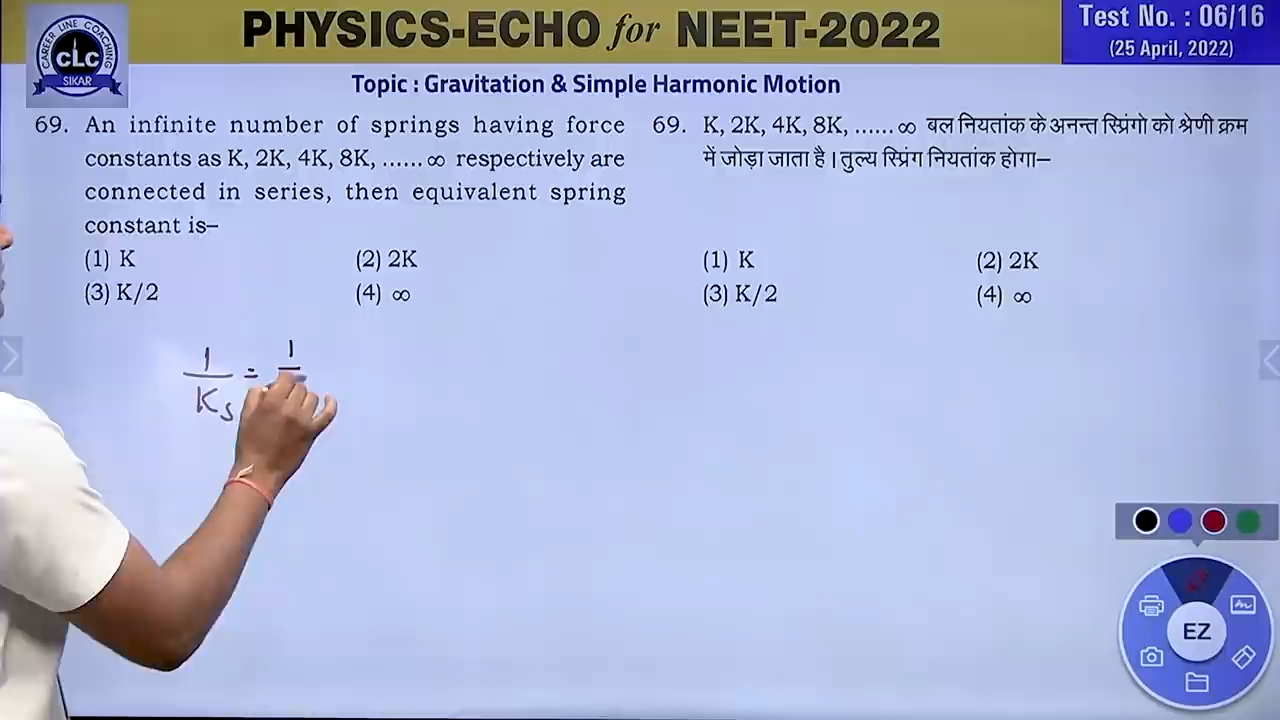 PHYSICS-ECHO for NEET-2022
Test No. : 06/16
(25 April, 2022)
CAREER LINE COACHING
CLC
SIKAR
Topic : Gravitation & Simple Harmonic Motion
69. An infinite number of springs having force
constants as K, 2K, 4K, 8K, ...... ∞ respectively are
connected in series, then equivalent spring
constant is–
(1) K (2) 2K
(3) K/2 (4) ∞
69. K, 2K, 4K, 8K, ...... ∞ बल नियतांक के अनन्त स्प्रिंगो को श्रेणी क्रम
में जोड़ा जाता है। तुल्य स्प्रिंग नियतांक होगा–
(1) K (2) 2K
(3) K/2 (4) ∞
1/Ks = 1
EZ